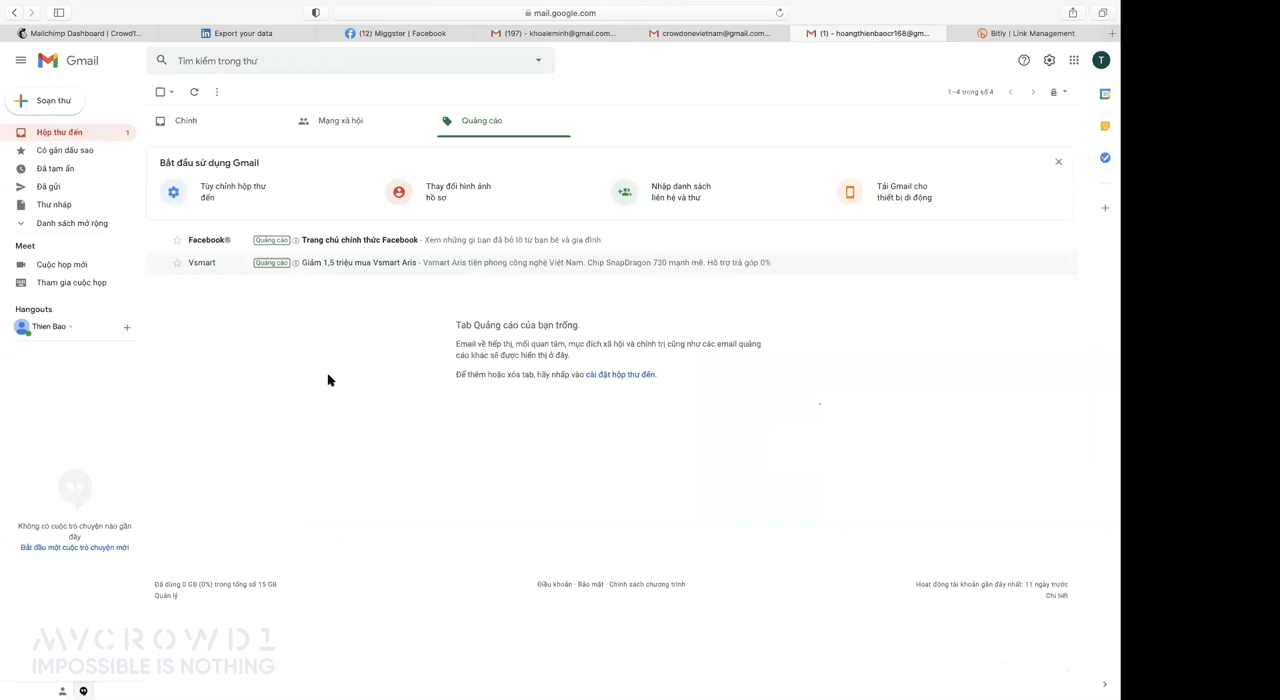 mail.google.com
Mailchimp Dashboard | Crowd1...
Export your data
(12) Miggster | Facebook
(197) - khoaleminh@gmail.com...
crowdonevietnam@gmail.com...
(1) - hoangthienbaocr168@gm...
Bitly | Link Management
Gmail
Tìm kiếm trong thư
T
Soạn thư
1–4 trong số 4
Hộp thư đến 1
Có gắn dấu sao
Đã tạm ẩn
Đã gửi
Thư nháp
Danh sách mở rộng
Meet
Cuộc họp mới
Tham gia cuộc họp
Hangouts
Thien Bao
Chính
Mạng xã hội
Quảng cáo
Bắt đầu sử dụng Gmail
Tùy chỉnh hộp thư
đến
Thay đổi hình ảnh
hồ sơ
Nhập danh sách
liên hệ và thư
Tải Gmail cho
thiết bị di động
Facebook® Quảng cáo Trang chủ chính thức Facebook - Xem những gì bạn đã bỏ lỡ từ bạn bè và gia đình
Vsmart Quảng cáo Giảm 1,5 triệu mua Vsmart Aris - Vsmart Aris tiên phong công nghệ Việt Nam. Chip SnapDragon 730 mạnh mẽ. Hỗ trợ trả góp 0%
Tab Quảng cáo của bạn trống.
Email về tiếp thị, mối quan tâm, mục đích xã hội và chính trị cũng như các email quảng
cáo khác sẽ được hiển thị ở đây.
Để thêm hoặc xóa tab, hãy nhấp vào cài đặt hộp thư đến.
Không có cuộc trò chuyện nào gần
đây
Bắt đầu một cuộc trò chuyện mới
Đã dùng 0 GB (0%) trong tổng số 15 GB
Quản lý
Điều khoản · Bảo mật · Chính sách chương trình
Hoạt động tài khoản gần đây nhất: 11 ngày trước
Chi tiết
MYCROWD1
IMPOSSIBLE IS NOTHING